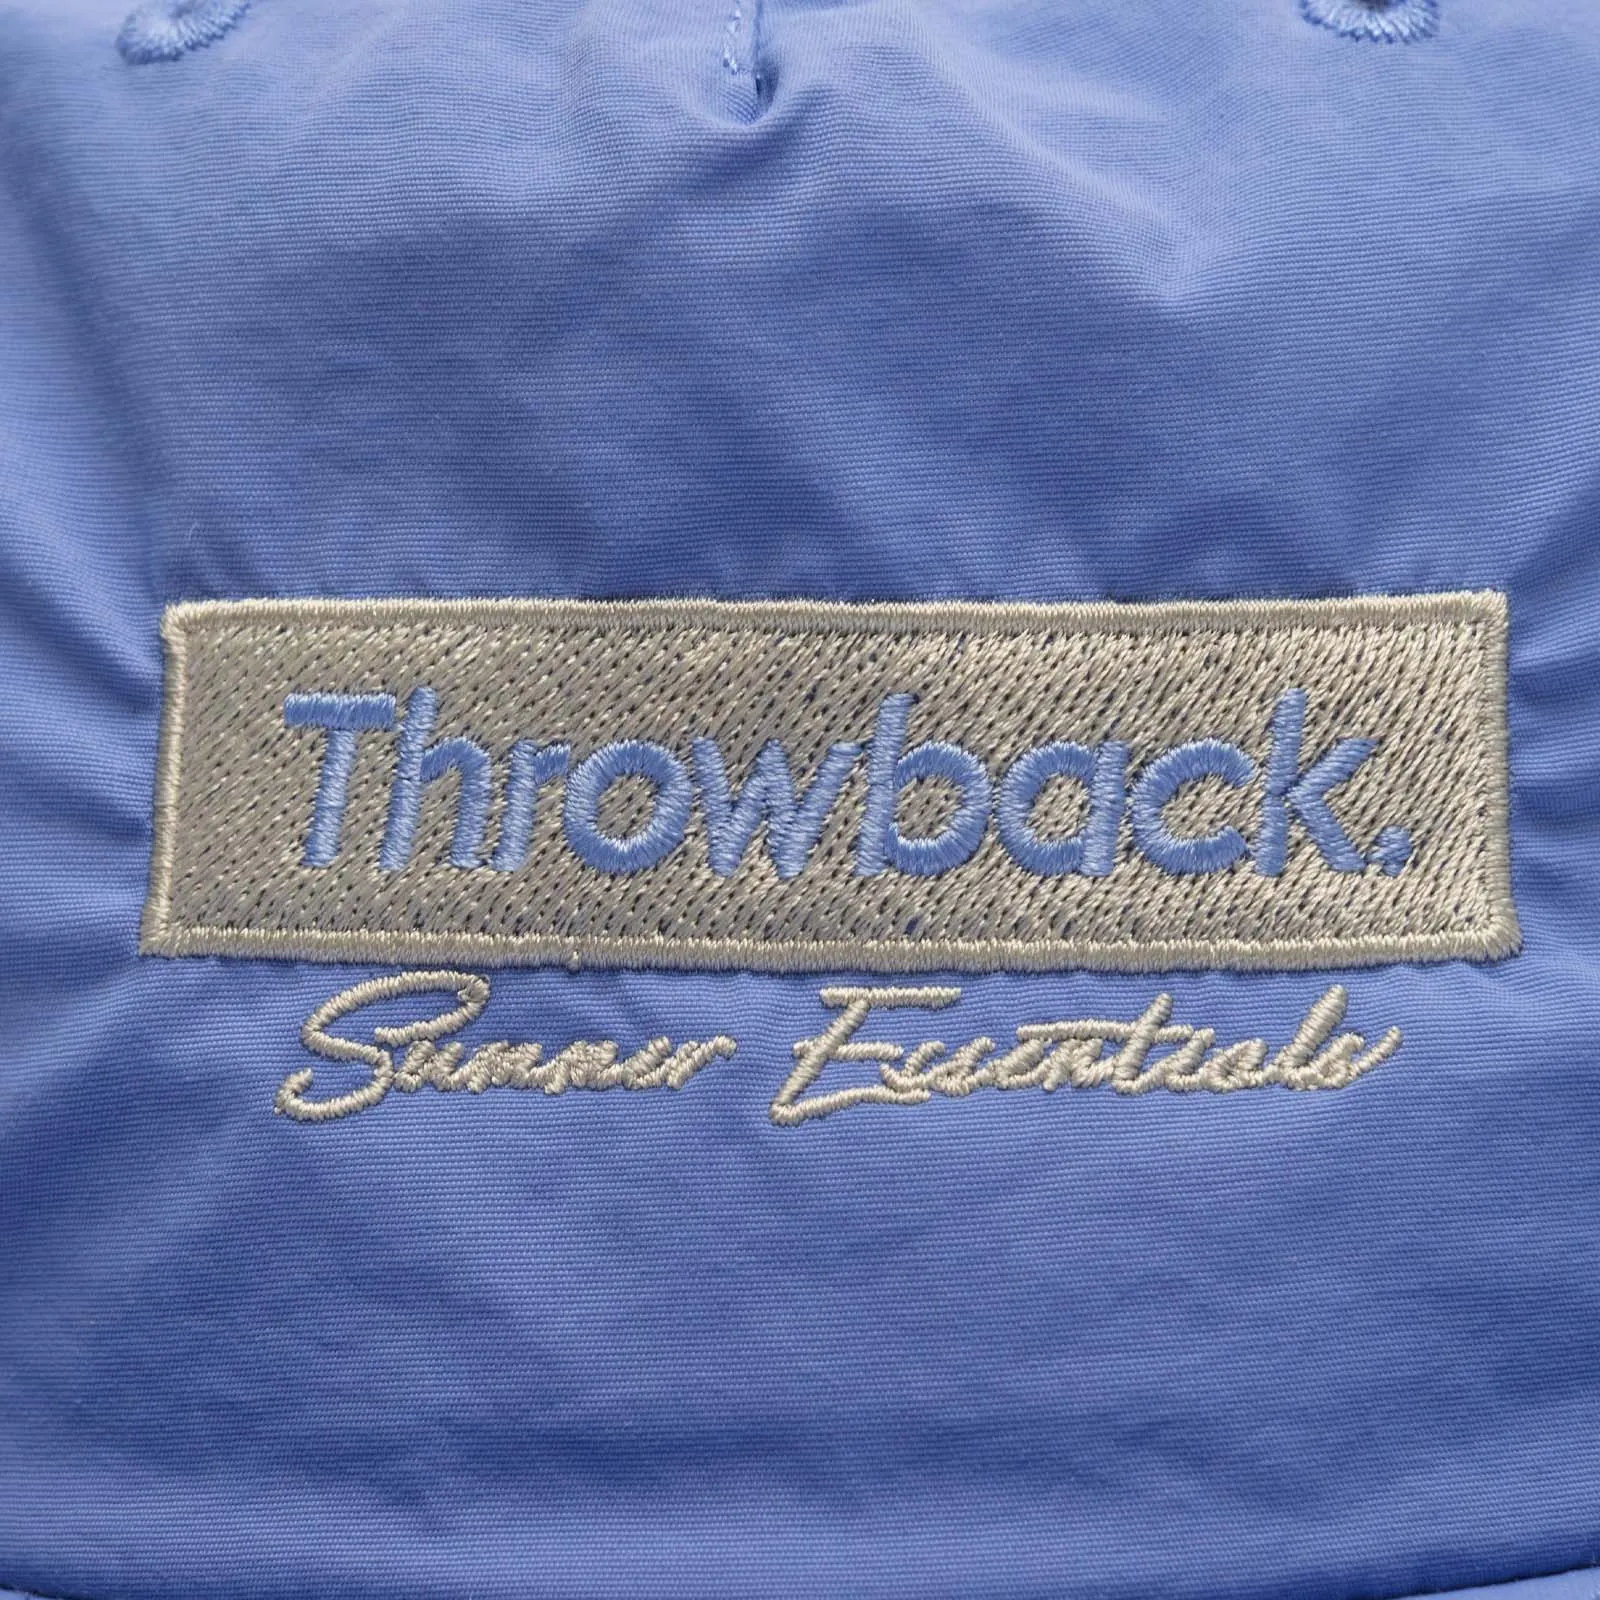 Throwback.
Summer Essentials